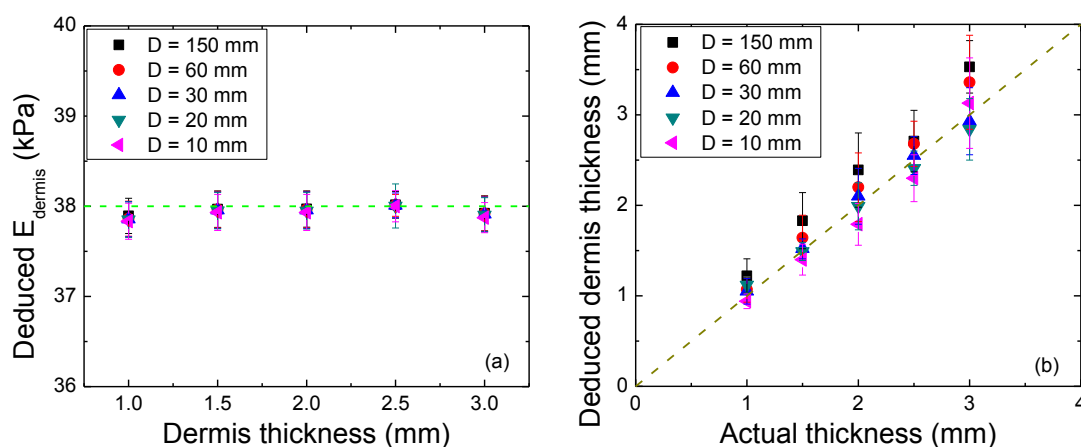 40
39
38
37
36
Deduced E_dermis (kPa)
D = 150 mm
D = 60 mm
D = 30 mm
D = 20 mm
D = 10 mm
(a)
1.0 1.5 2.0 2.5 3.0
Dermis thickness (mm)
4
3
2
1
0
Deduced dermis thickness (mm)
D = 150 mm
D = 60 mm
D = 30 mm
D = 20 mm
D = 10 mm
(b)
0 1 2 3 4
Actual thickness (mm)